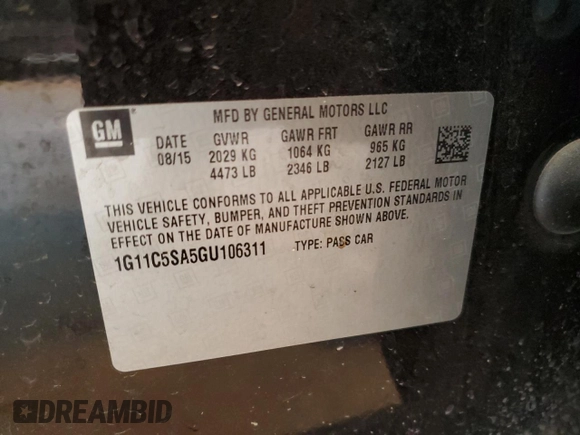 GM
MFD BY GENERAL MOTORS LLC
DATE GVWR GAWR FRT GAWR RR
08/15 2029 KG 1064 KG 965 KG
4473 LB 2346 LB 2127 LB
THIS VEHICLE CONFORMS TO ALL APPLICABLE U.S. FEDERAL MOTOR
VEHICLE SAFETY, BUMPER, AND THEFT PREVENTION STANDARDS IN
EFFECT ON THE DATE OF MANUFACTURE SHOWN ABOVE.
1G11C5SA5GU106311 TYPE: PASS CAR
DREAMBID